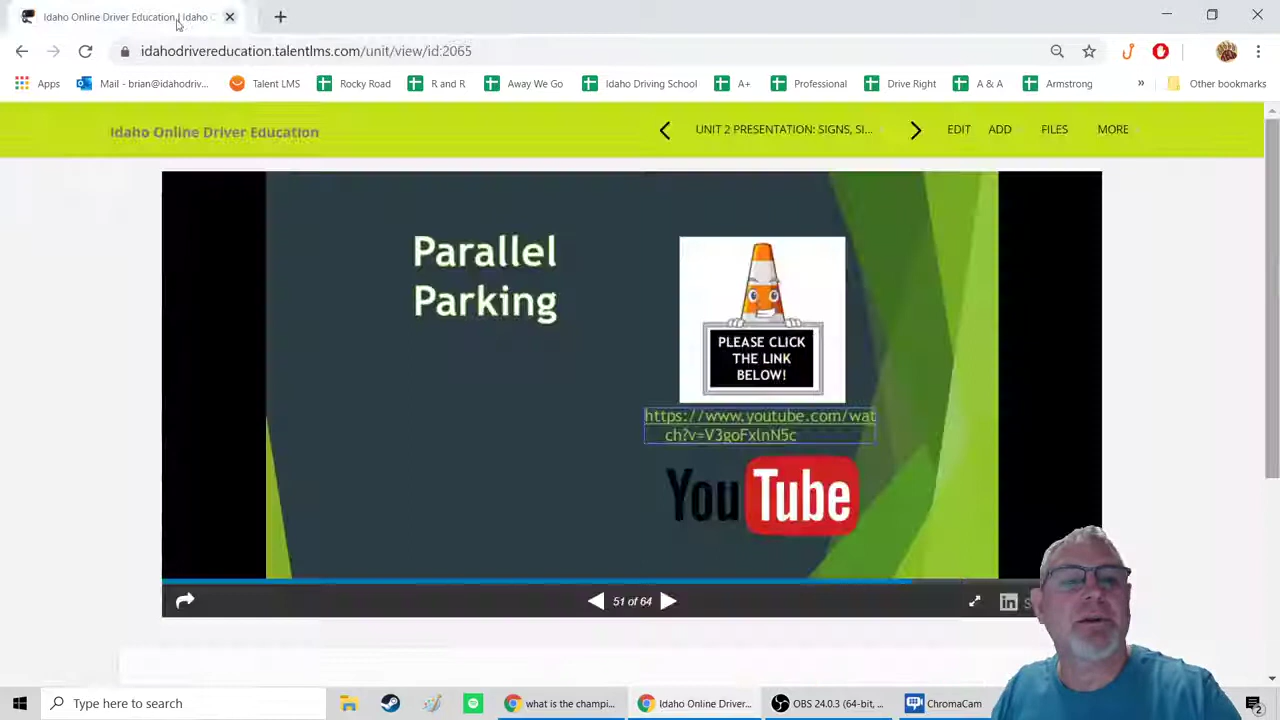 Idaho Online Driver Education | Idaho O
idahodrivereducation.talentlms.com/unit/view/id:2065
Apps Mail - brian@idahodriv... Talent LMS Rocky Road R and R Away We Go Idaho Driving School A+ Professional Drive Right A & A Armstrong » Other bookmarks
Idaho Online Driver Education UNIT 2 PRESENTATION: SIGNS, SI... EDIT ADD FILES MORE
Parallel
Parking
PLEASE CLICK
THE LINK
BELOW!
https://www.youtube.com/wat
ch?v=V3goFxlnN5c
YouTube
51 of 64
in S
Type here to search what is the champi... Idaho Online Driver... OBS 25.0.3 (64-bit, ... ChromaCam
2